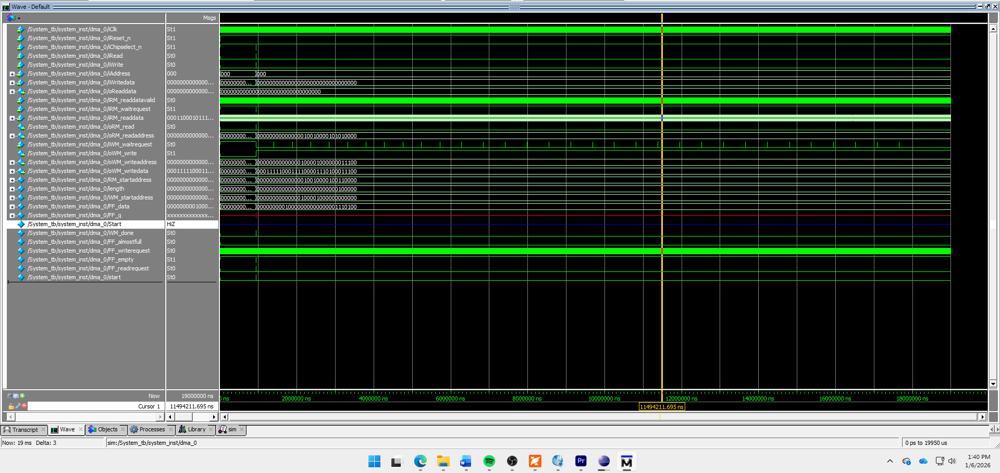 Wave - Default
Msgs
/System_tb/system_inst/dma_0/iClk St1
/System_tb/system_inst/dma_0/iReset_n St1
/System_tb/system_inst/dma_0/iChipselect_n St1
/System_tb/system_inst/dma_0/iRead St0
/System_tb/system_inst/dma_0/iWrite St0
/System_tb/system_inst/dma_0/iAddress 000 000 000
/System_tb/system_inst/dma_0/iWritedata 0000000000000... 00000000... 00000000000000000000000000000000
/System_tb/system_inst/dma_0/oReaddata 0000000000000... 00000000000000000000000000000000
/System_tb/system_inst/dma_0/iRM_readdatavalid St0
/System_tb/system_inst/dma_0/iRM_waitrequest St1
/System_tb/system_inst/dma_0/iRM_readdata 0001100010111...
/System_tb/system_inst/dma_0/oRM_read St0
/System_tb/system_inst/dma_0/oRM_readaddress 0000000000000... 00000000... 00000000000000010010000101010000
/System_tb/system_inst/dma_0/iWM_waitrequest St0
/System_tb/system_inst/dma_0/oWM_write St1
/System_tb/system_inst/dma_0/oWM_writeaddress 0000000000000... 00000000... 00000000000000100001000000011100
/System_tb/system_inst/dma_0/oWM_writedata 0001111100011... 00000000... 00011111000111100001110100011100
/System_tb/system_inst/dma_0/RM_startaddress 0000000000000... 00000000... 00000000000000010010000100110000
/System_tb/system_inst/dma_0/length 0000000000000... 00000000... 00000000000000000000000000100000
/System_tb/system_inst/dma_0/WM_startaddress 0000000000000... 00000000... 00000000000000100001000000000000
/System_tb/system_inst/dma_0/FF_data 0000000001000... 00000000... 00000000010000000000000001110100
/System_tb/system_inst/dma_0/FF_q xxxxxxxxxxxxx...
/System_tb/system_inst/dma_0/Start HiZ
/System_tb/system_inst/dma_0/WM_done St0
/System_tb/system_inst/dma_0/FF_almostfull St0
/System_tb/system_inst/dma_0/FF_writerequest St0
/System_tb/system_inst/dma_0/FF_empty St1
/System_tb/system_inst/dma_0/FF_readrequest St0
/System_tb/system_inst/dma_0/start St0
Now 19000000 ns ns 2000000 ns 4000000 ns 6000000 ns 8000000 ns 10000000 ns 12000000 ns 14000000 ns 16000000 ns 18000000 ns
Cursor 1 11494211.695 ns 11494211.695 ns
Transcript Wave Objects Processes Library sim
Now: 19 ms Delta: 3 sim:/System_tb/system_inst/dma_0 0 ps to 19950 us
1:40 PM
1/6/2026